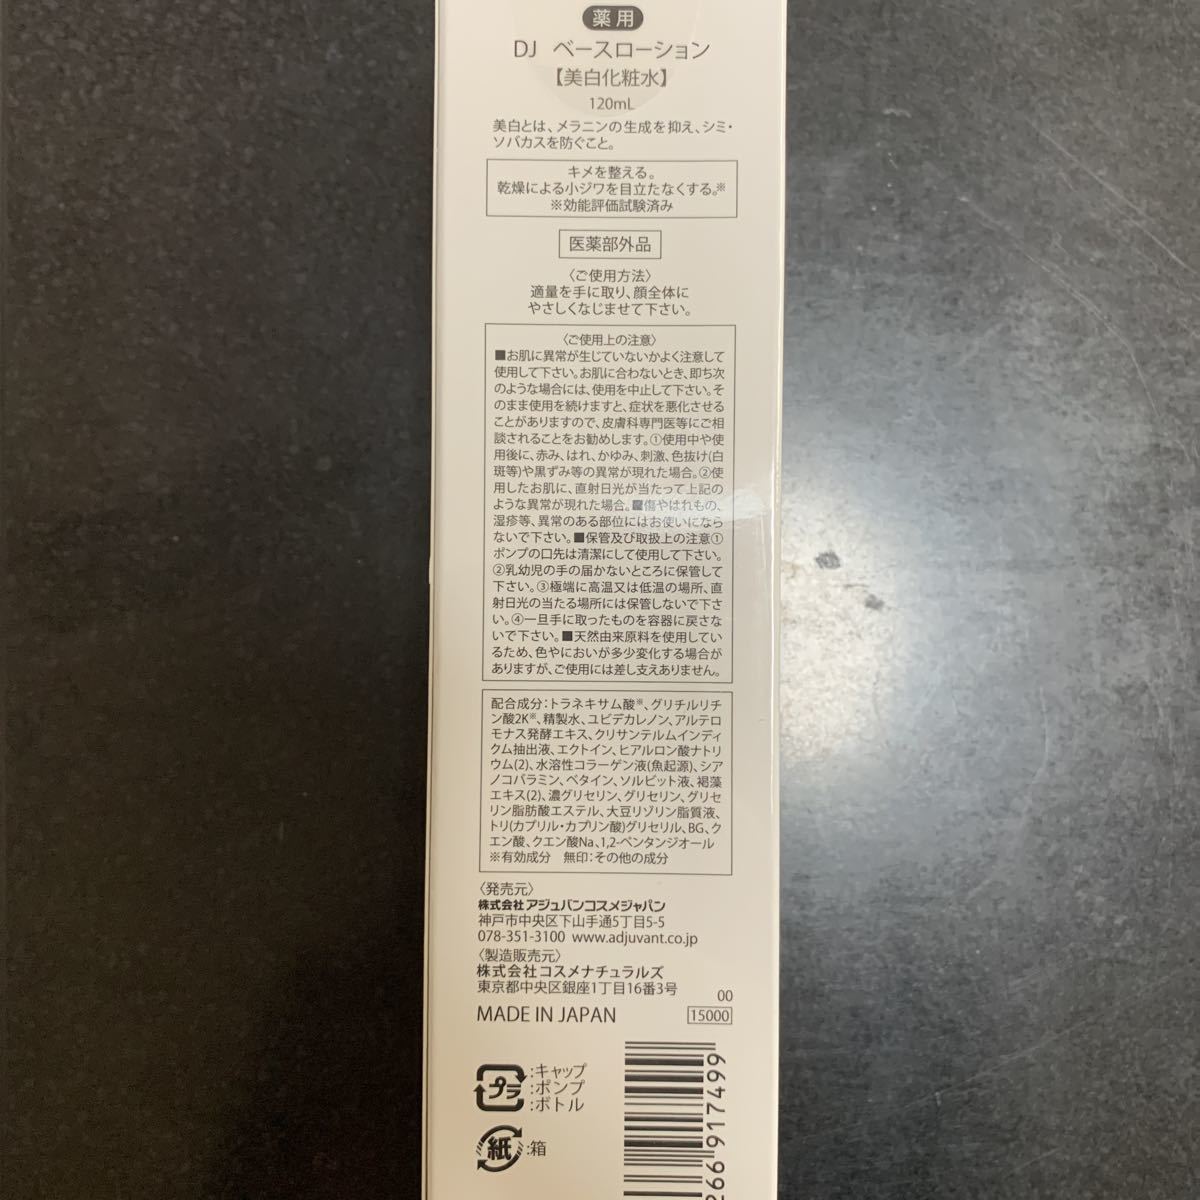 薬用
DJ ベースローション
【美白化粧水】
120mL
美白とは、メラニンの生成を抑え、シミ・
ソバカスを防ぐこと。
キメを整える。
乾燥による小ジワを目立たなくする。※
※効能評価試験済み
医薬部外品
〈ご使用方法〉
適量を手に取り、顔全体に
やさしくなじませて下さい。
〈ご使用上の注意〉
■お肌に異常が生じていないかよく注意して
使用して下さい。お肌に合わないとき、即ち次
のような場合には、使用を中止して下さい。そ
のまま使用を続けますと、症状を悪化させる
ことがありますので、皮膚科専門医等にご相
談されることをお勧めします。①使用中や使
用後に、赤み、はれ、かゆみ、刺激、色抜け(白
斑等)や黒ずみ等の異常が現れた場合。②使
用したお肌に、直射日光が当たって上記の
ような異常が現れた場合。■傷やはれもの、
湿疹等、異常のある部位にはお使いになら
ないで下さい。■保管及び取扱上の注意①
ポンプの口先は清潔にして使用して下さい。
②乳幼児の手の届かないところに保管して
下さい。③極端に高温又は低温の場所、直
射日光の当たる場所には保管しないで下さ
い。④一旦手に取ったものを容器に戻さな
いで下さい。■天然由来原料を使用してい
るため、色やにおいが多少変化する場合が
ありますが、ご使用には差し支えありません。
配合成分:トラネキサム酸※、グリチルリチ
ン酸2K※、精製水、ユビデカレノン、アルテロ
モナス発酵エキス、クリサンテルムインディ
クム抽出液、エクトイン、ヒアルロン酸ナトリ
ウム(2)、水溶性コラーゲン液(魚起源)、シア
ノコバラミン、ベタイン、ソルビット液、褐藻
エキス(2)、濃グリセリン、グリセリン、グリセ
リン脂肪酸エステル、大豆リゾリン脂質液、
トリ(カプリル・カプリン酸)グリセリル、BG、ク
エン酸、クエン酸Na、1,2-ペンタンジオール
※有効成分 無印:その他の成分
〈発売元〉
株式会社アジュバンコスメジャパン
神戸市中央区下山手通5丁目5-5
078-351-3100 www.adjuvant.co.jp
〈製造販売元〉
株式会社コスメナチュラルズ
東京都中央区銀座1丁目16番3号
00
MADE IN JAPAN
15000
プラ
:キャップ
:ポンプ
:ボトル
紙
:箱
266917499